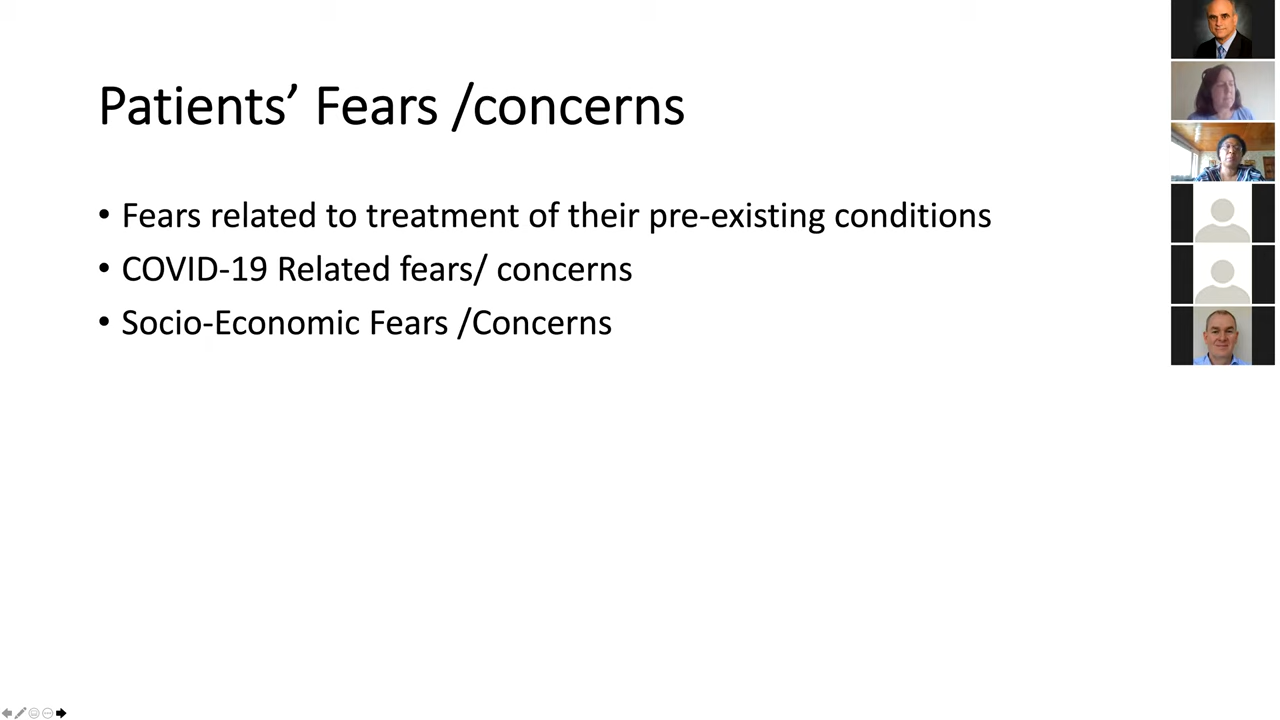 Patients’ Fears /concerns
• Fears related to treatment of their pre-existing conditions
• COVID-19 Related fears/ concerns
• Socio-Economic Fears /Concerns